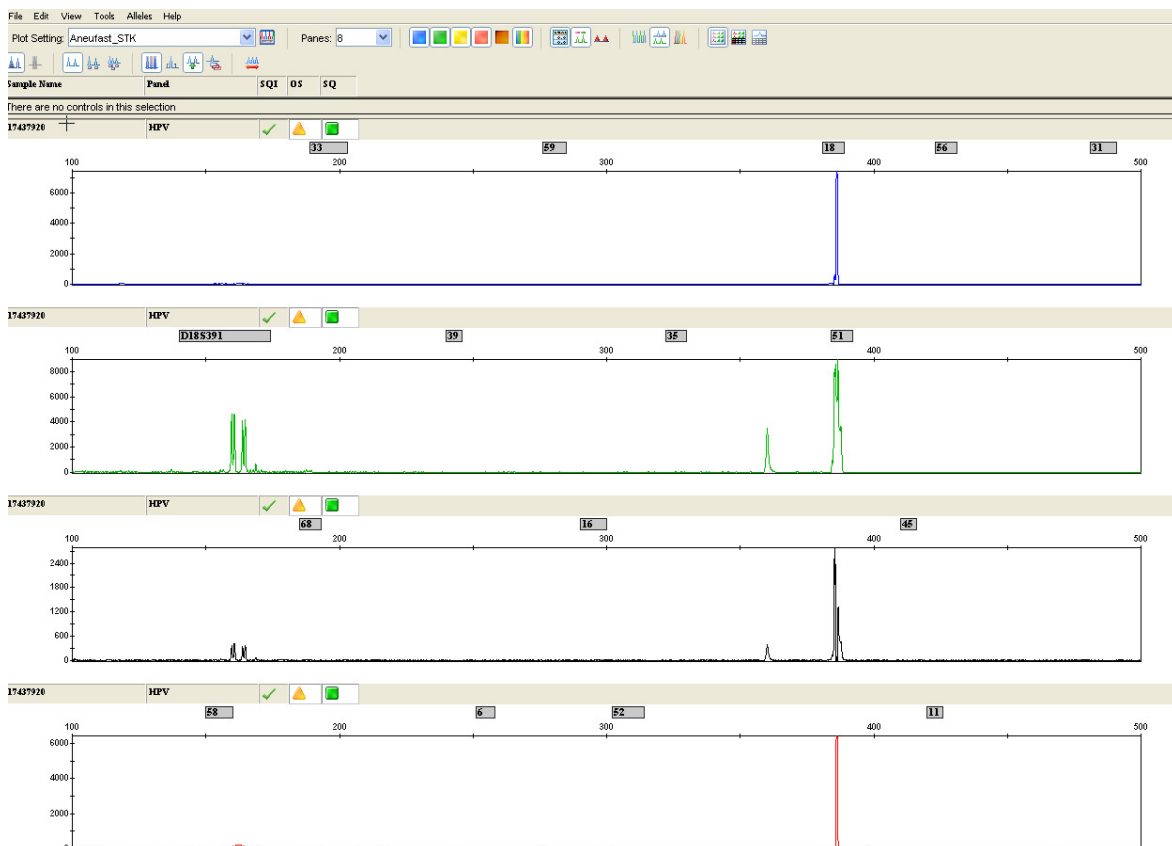 File Edit View Tools Alleles Help
Plot Setting: Aneufast_STK Panes: 8
Sample Name Panel SQI OS SQ
There are no controls in this selection
17437920 HPV
33 59 18 56 31
100 200 300 400 500
6000
4000
2000
0
17437920 HPV
D18S391 39 35 51
100 200 300 400 500
8000
6000
4000
2000
0
17437920 HPV
68 16 45
100 200 300 400 500
2400
1800
1200
600
0
17437920 HPV
58 6 52 11
100 200 300 400 500
6000
4000
2000
0